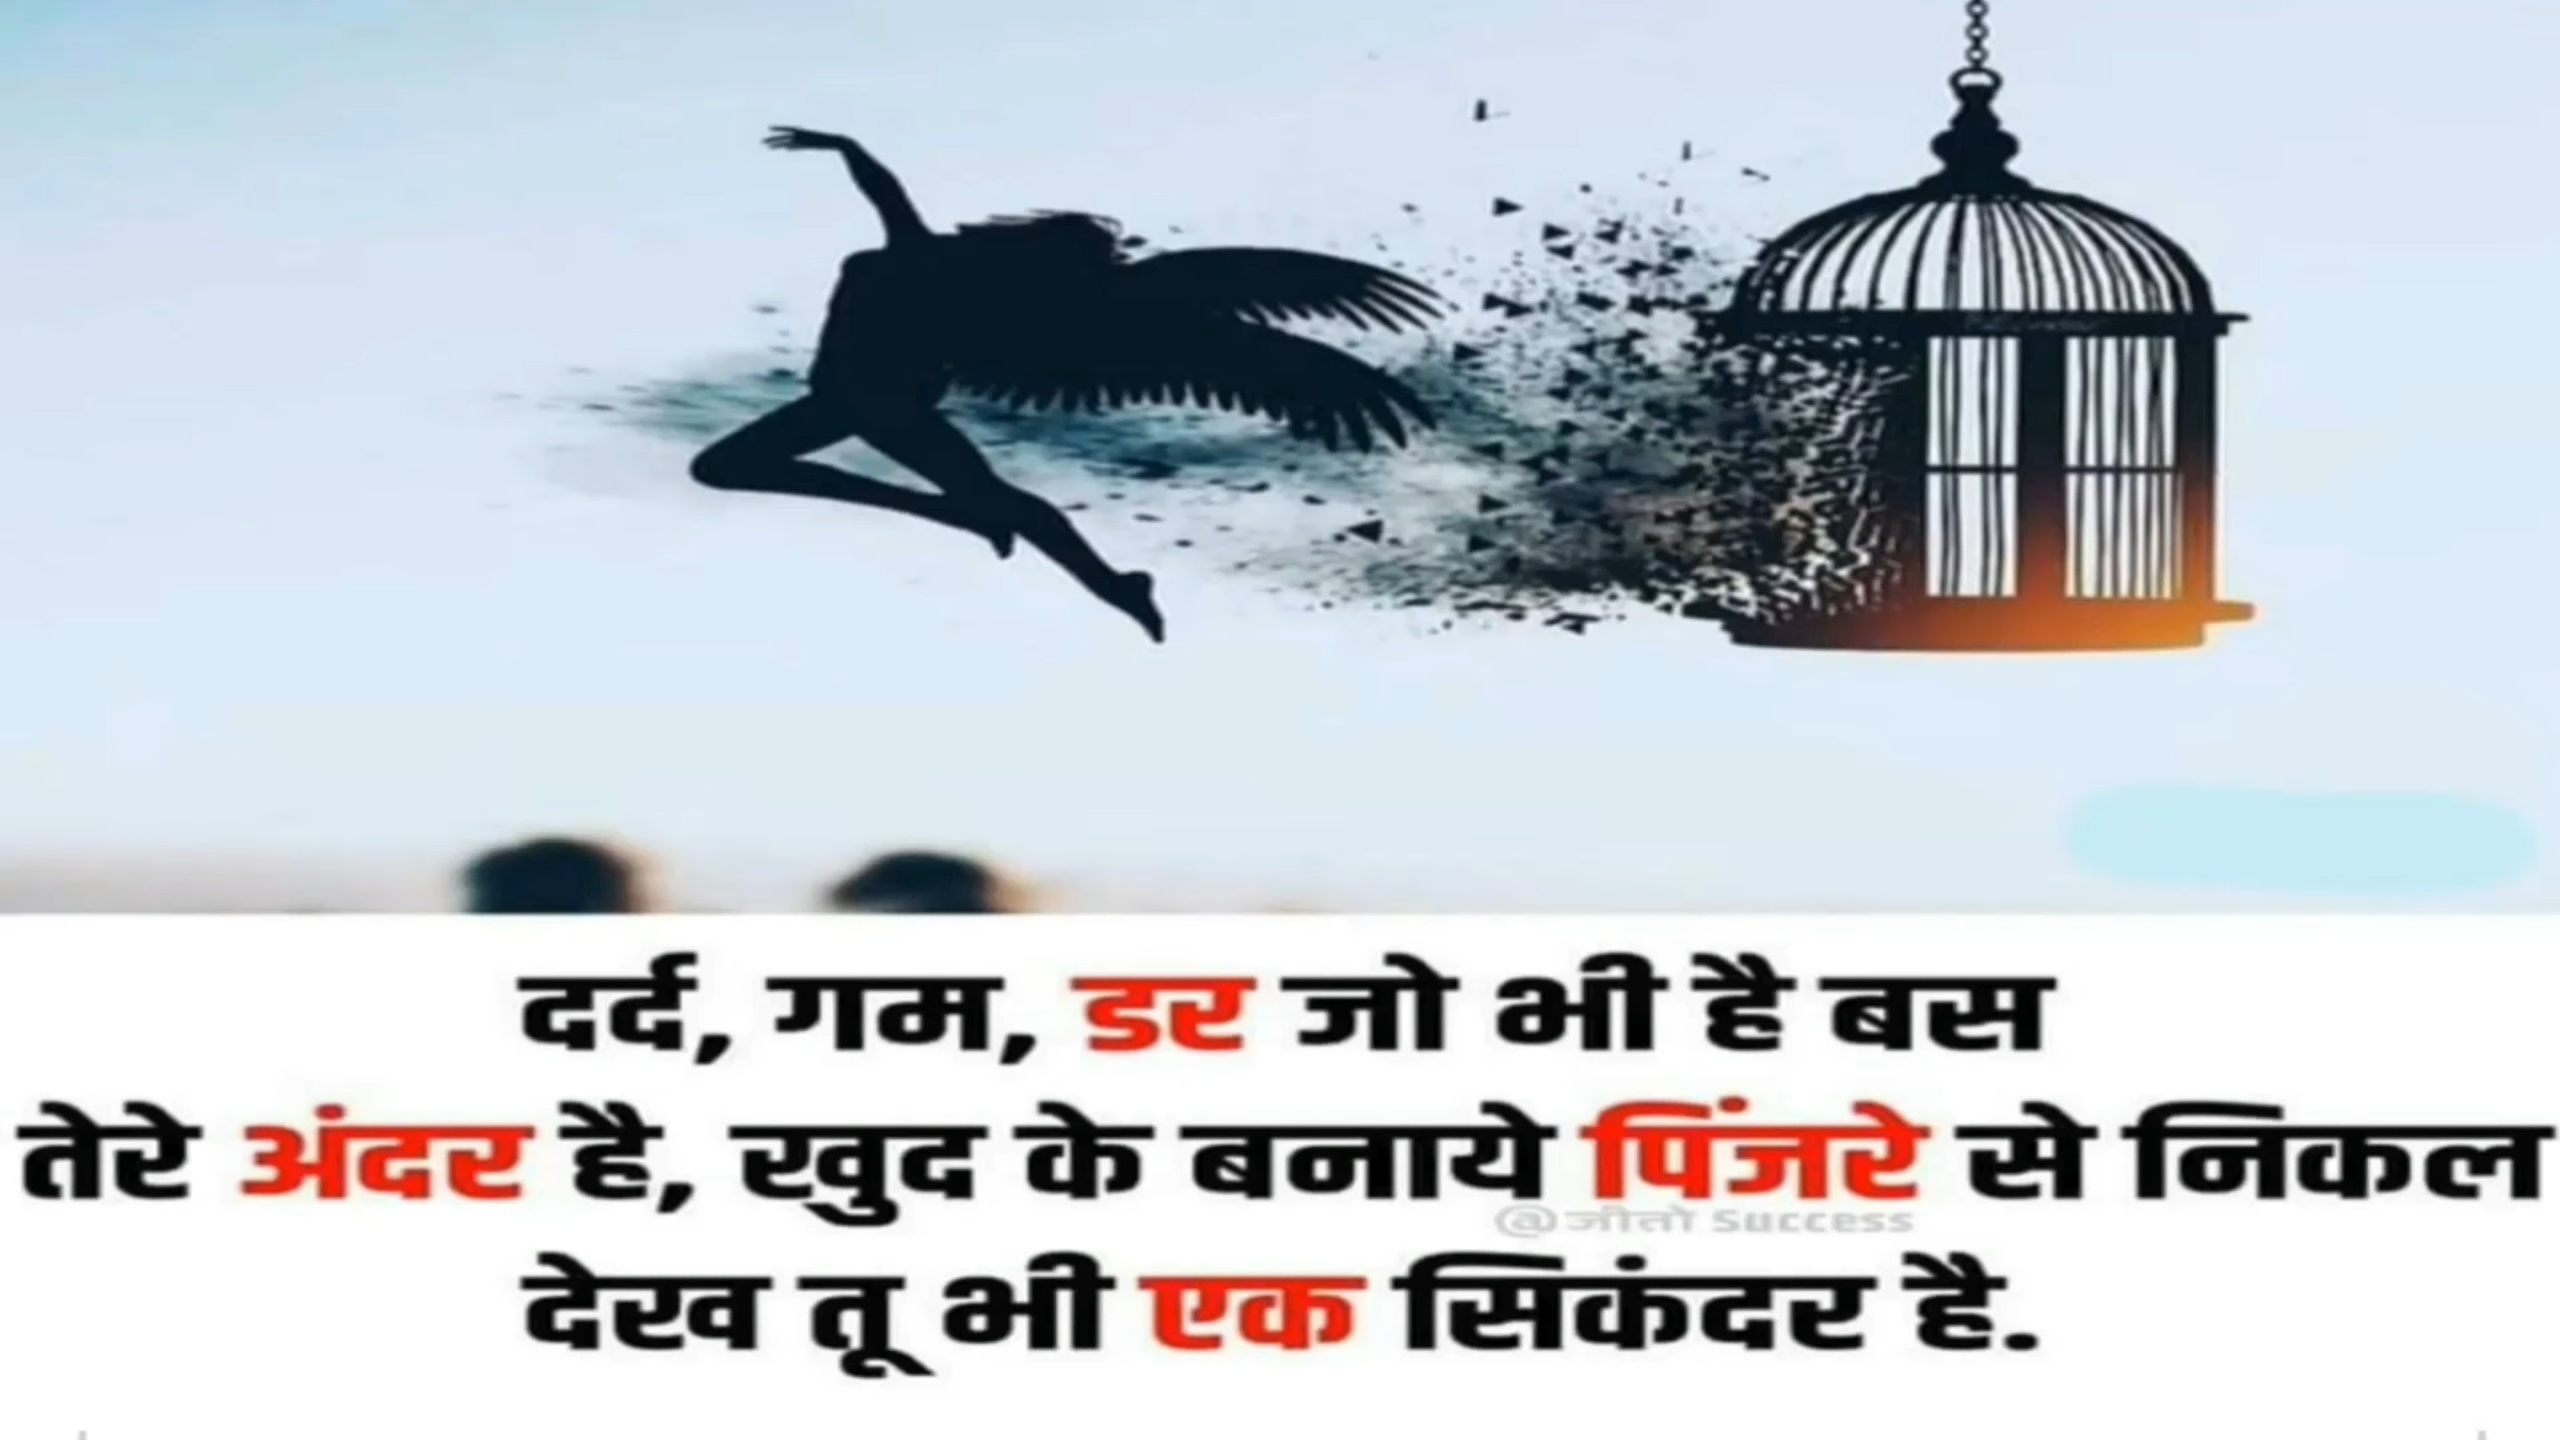 दर्द, गम, डर जो भी है बस
तेरे अंदर है, खुद के बनाये पिंजरे से निकल
@जीतो Success
देख तू भी एक सिकंदर है.